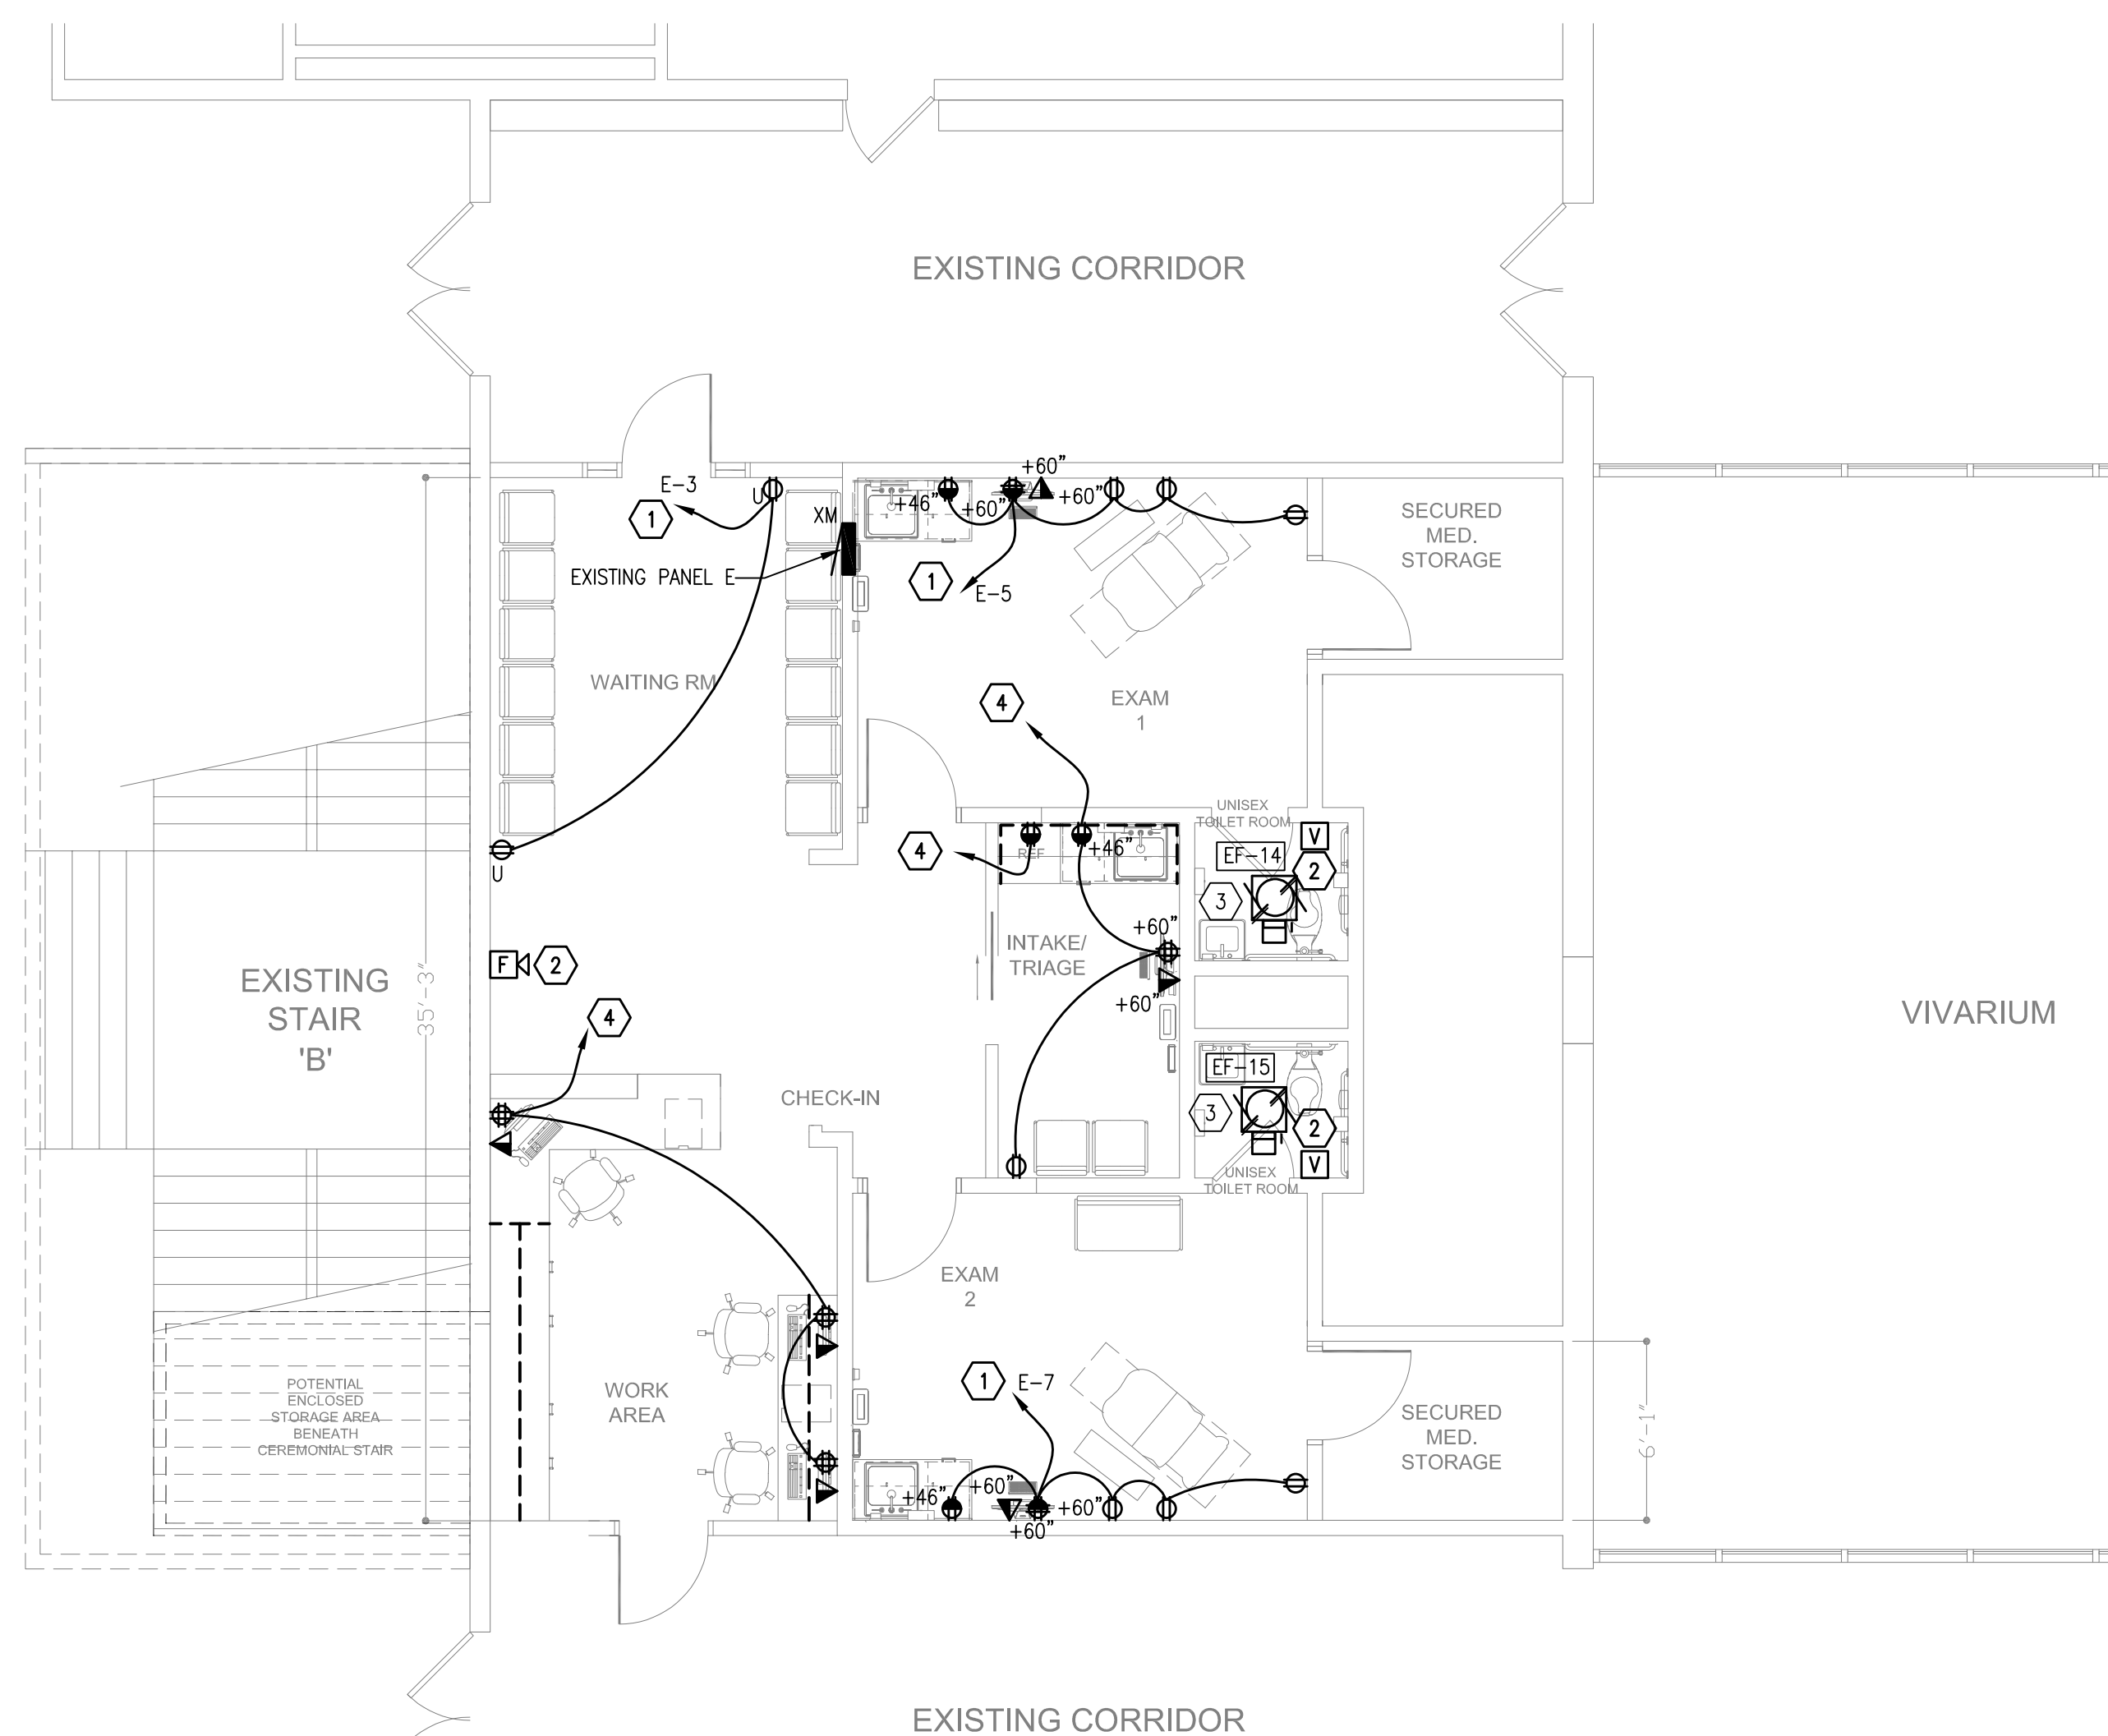 EXISTING CORRIDOR
E-3
1
U
XM
EXISTING PANEL E
+60"
+46"
+60"
+60"
1
E-5
SECURED
MED.
STORAGE
WAITING RM
EXAM
1
4
4
REF
+46"
UNISEX
TOILET ROOM
V
EF-14
2
3
U
INTAKE/
TRIAGE
+60"
+60"
F
2
EXISTING
STAIR
'B'
35'-3"
VIVARIUM
4
CHECK-IN
EF-15
3
2
V
UNISEX
TOILET ROOM
EXAM
2
WORK
AREA
POTENTIAL
ENCLOSED
STORAGE AREA
BENEATH
CEREMONIAL STAIR
1
E-7
SECURED
MED.
STORAGE
6'-1"
+46"
+60"
+60"
+60"
EXISTING CORRIDOR